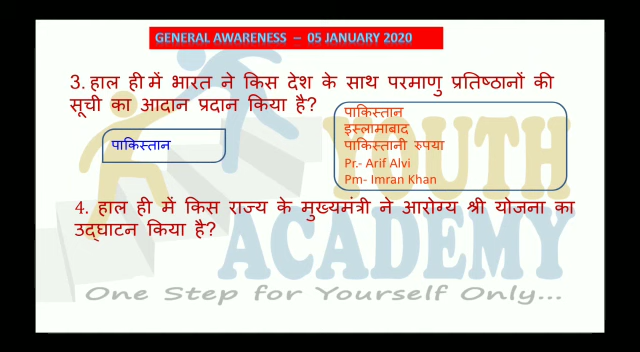 GENERAL AWARENESS – 05 JANUARY 2020
3. हाल ही में भारत ने किस देश के साथ परमाणु प्रतिष्ठानों की
सूची का आदान प्रदान किया है?
पाकिस्तान
पाकिस्तान
इस्लामाबाद
पाकिस्तानी रुपया
Pr.- Arif Alvi
Pm- Imran Khan
4. हाल ही में किस राज्य के मुख्यमंत्री ने आरोग्य श्री योजना का
उद्घाटन किया है?
YOUTH
ACADEMY
One Step for Yourself Only...